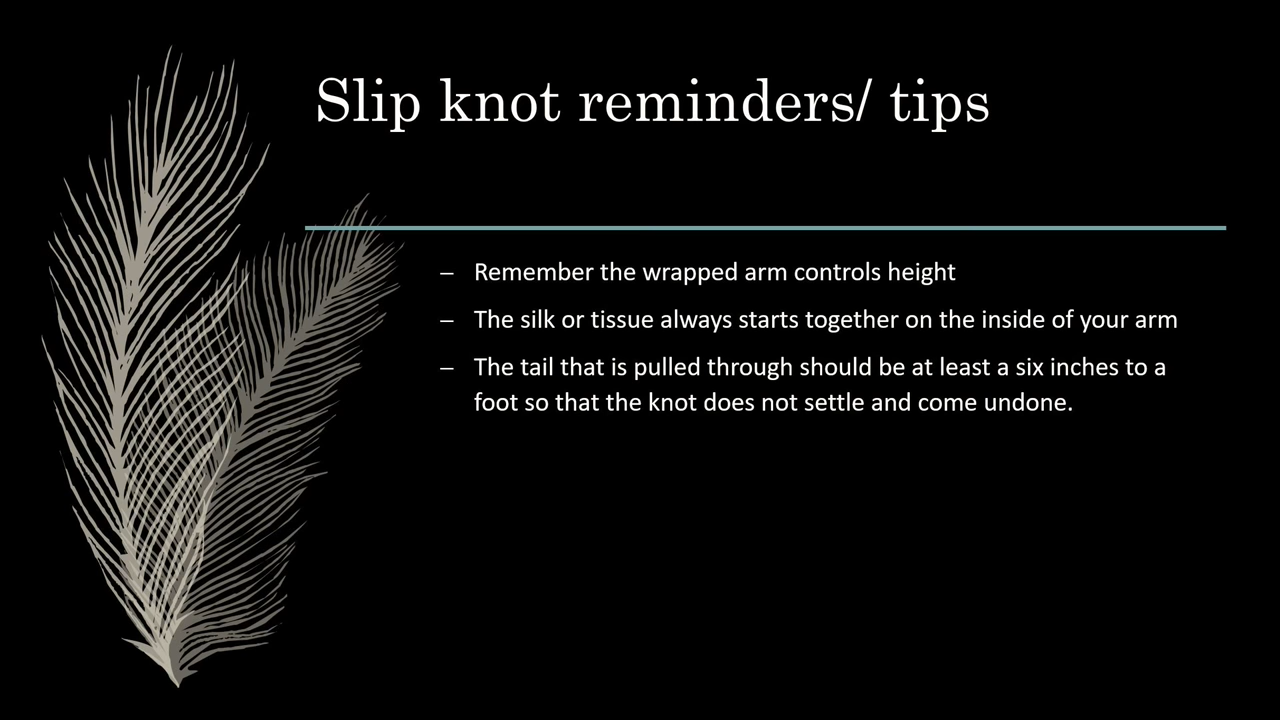 Slip knot reminders/ tips
– Remember the wrapped arm controls height
– The silk or tissue always starts together on the inside of your arm
– The tail that is pulled through should be at least a six inches to a
foot so that the knot does not settle and come undone.